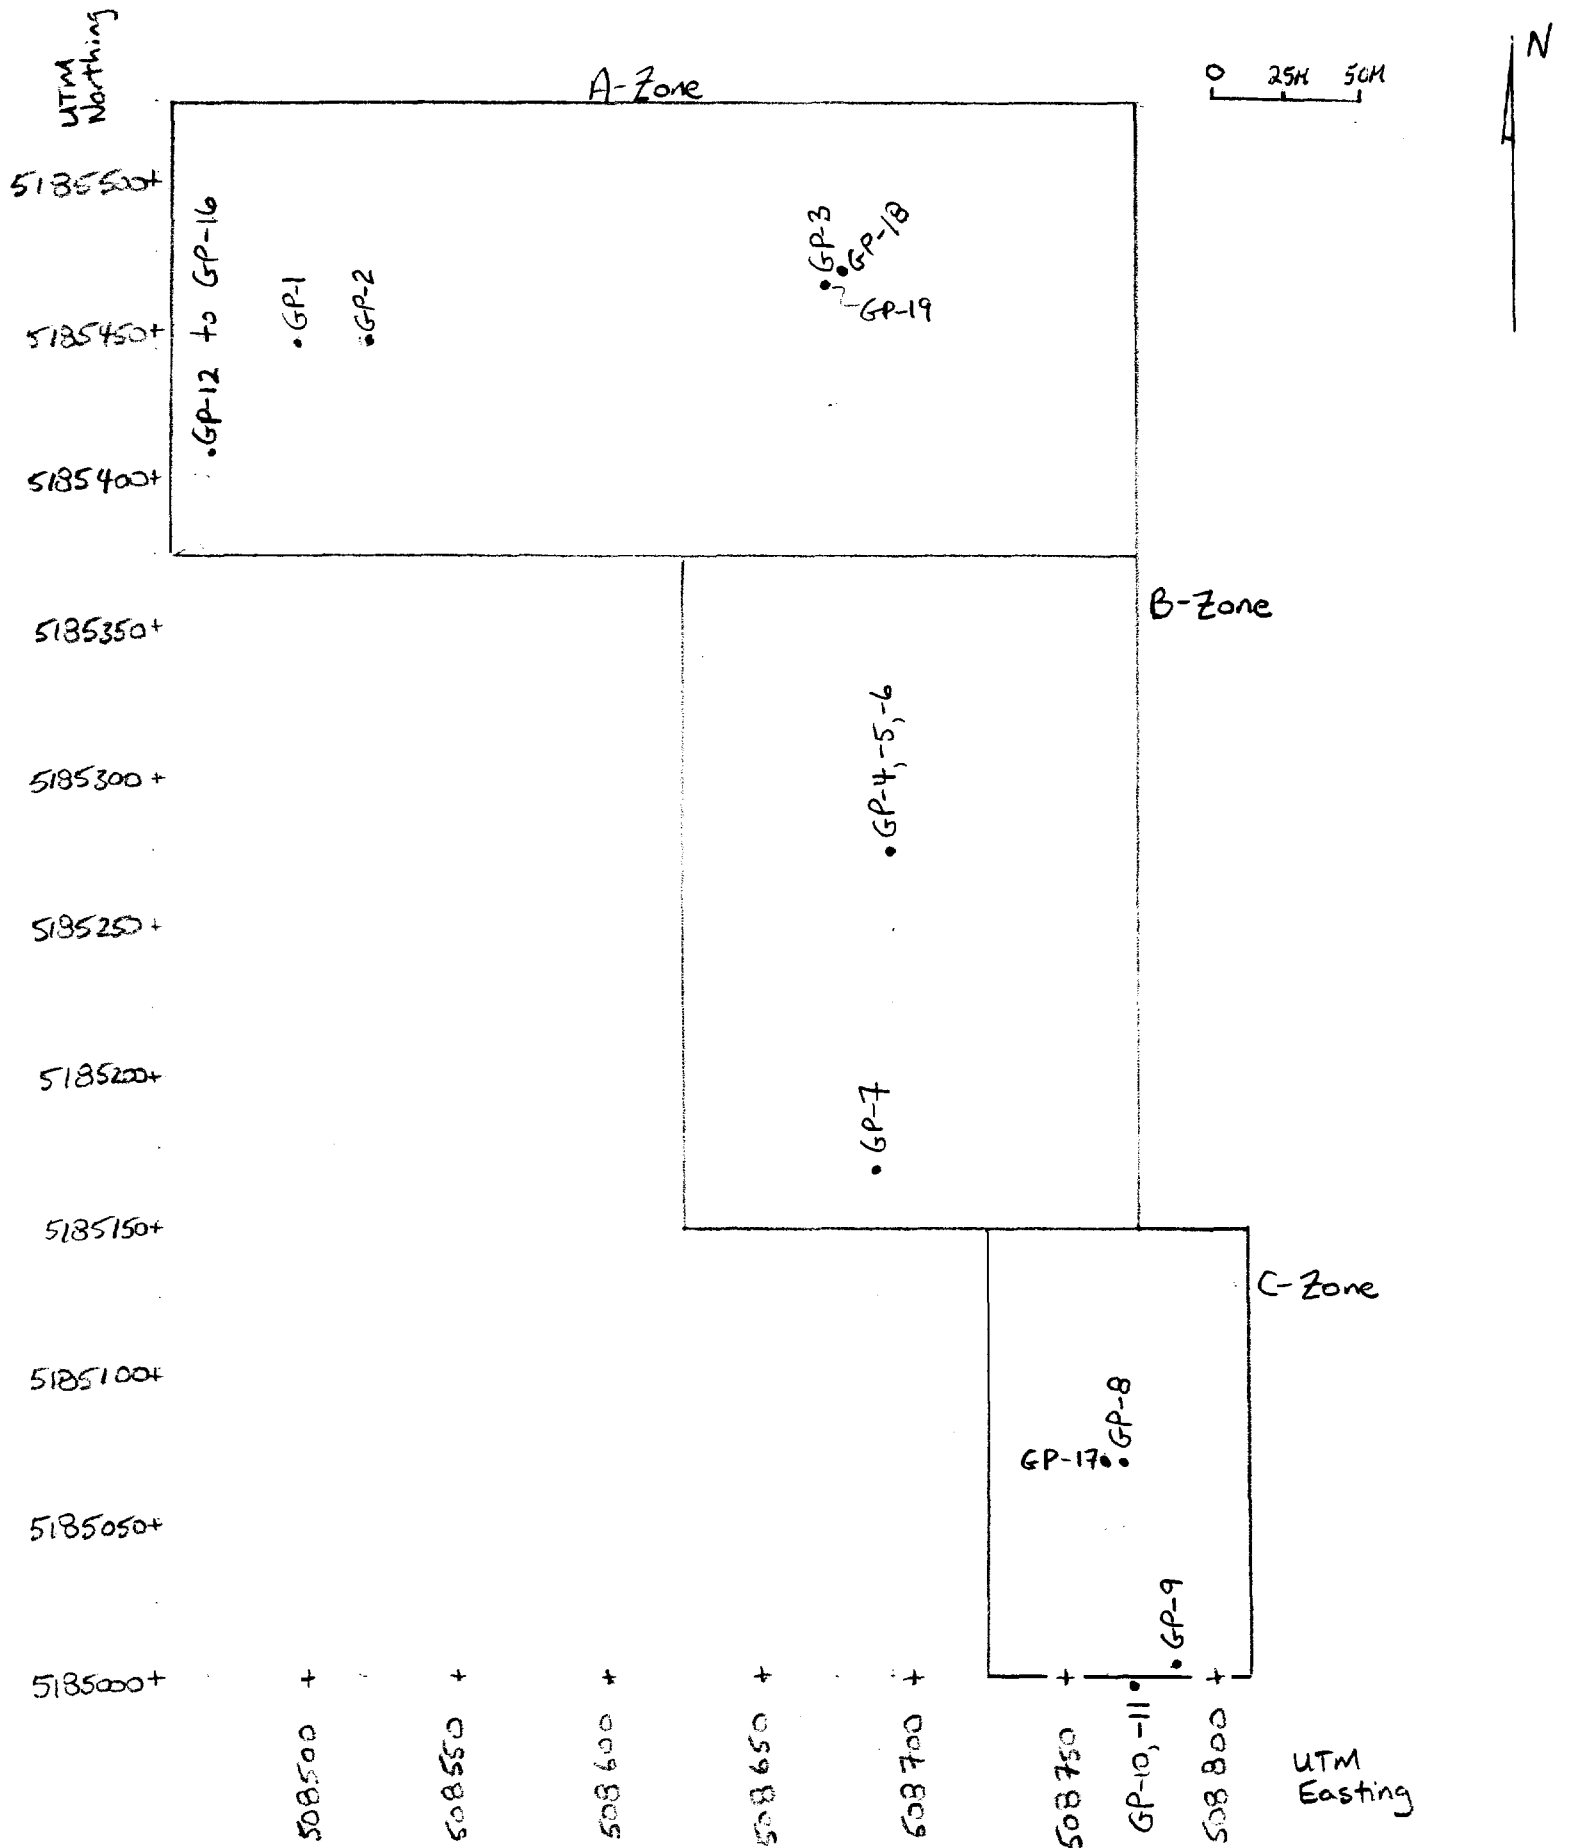 UTM
Northing
A-Zone
0 25M 50M
N
5185500+
GP-12 to GP-16
GP-1
GP-2
GP-3
GP-18
GP-19
5185450+
5185400+
B-Zone
5185350+
GP-4,-5,-6
5185300+
5185250+
5185200+
GP-7
5185150+
C-Zone
5185100+
GP-8
GP-17
5185050+
GP-9
5185000+
508500
508550
508600
508650
508700
508750
GP-10,-11
508800
UTM
Easting